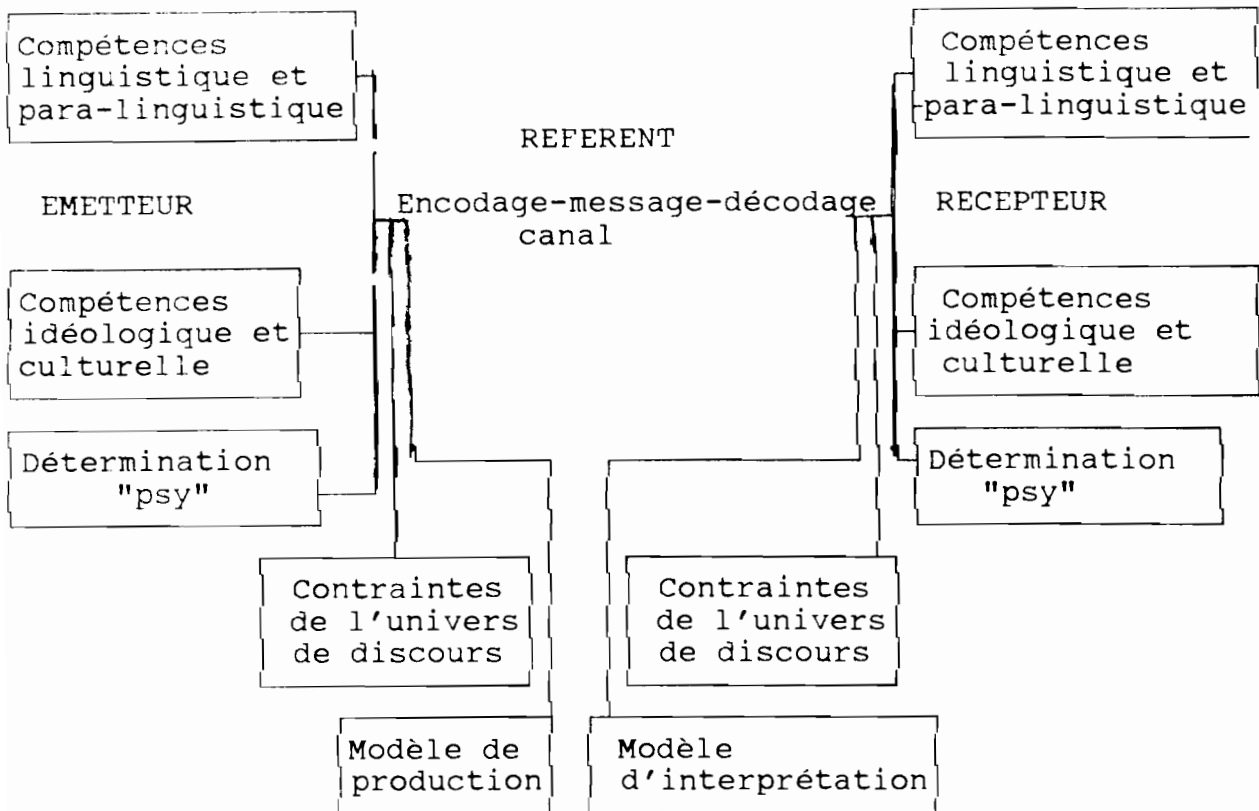 Compétences
linguistique et
para-linguistique
Compétences
linguistique et
para-linguistique
REFERENT
EMETTEUR
Encodage-message-décodage
canal
RECEPTEUR
Compétences
idéologique et
culturelle
Compétences
idéologique et
culturelle
Détermination
"psy"
Détermination
"psy"
Contraintes
de l'univers
de discours
Contraintes
de l'univers
de discours
Modèle de
production
Modèle
d'interprétation